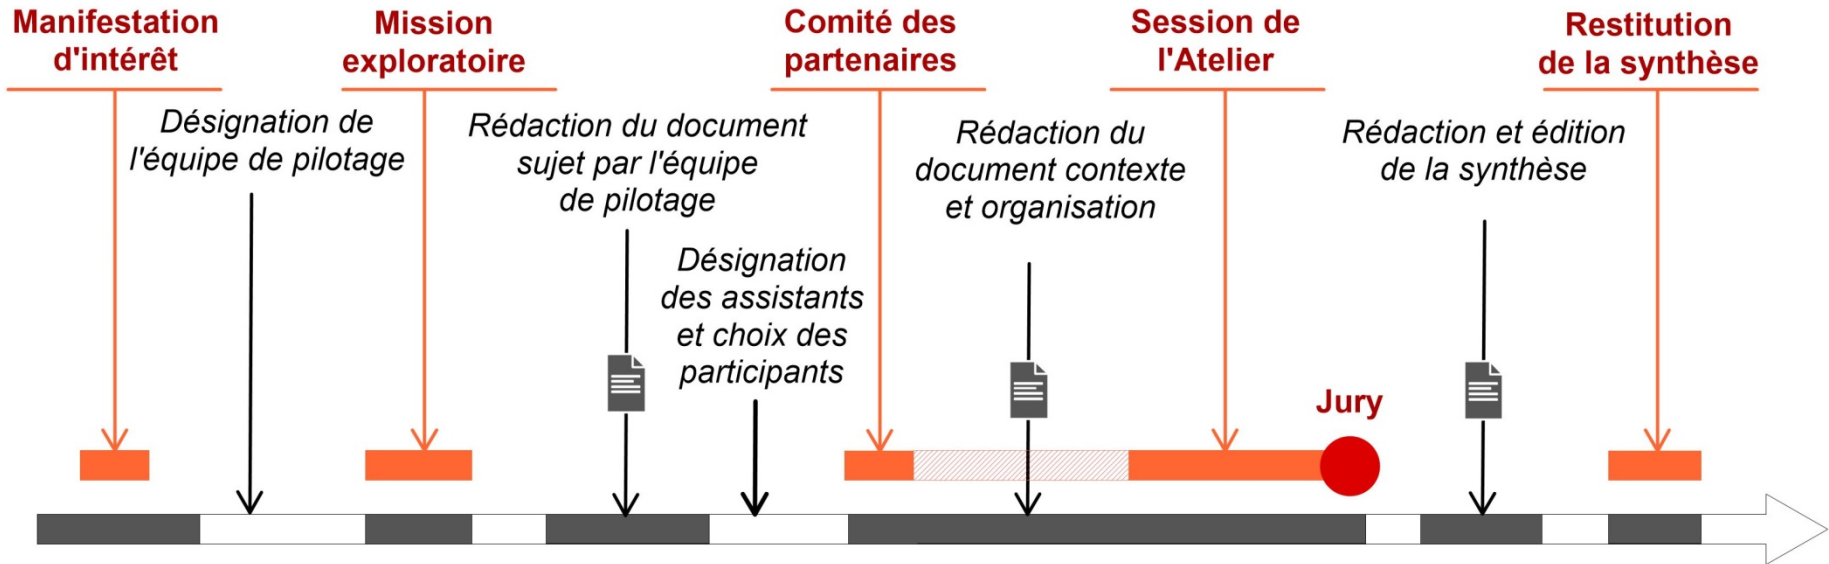 Manifestation
d'intérêt
Mission
exploratoire
Comité des
partenaires
Session de
l'Atelier
Restitution
de la synthèse
Désignation de
l'équipe de pilotage
Rédaction du document
sujet par l'équipe
de pilotage
Désignation
des assistants
et choix des
participants
Rédaction du
document contexte
et organisation
Rédaction et édition
de la synthèse
Jury